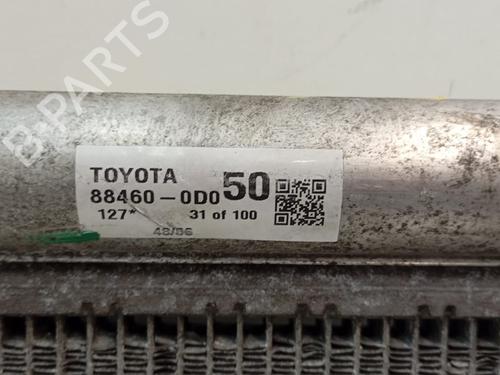 TOYOTA
88460-0D050
127* 31 of 100
48/06
B-PARTS